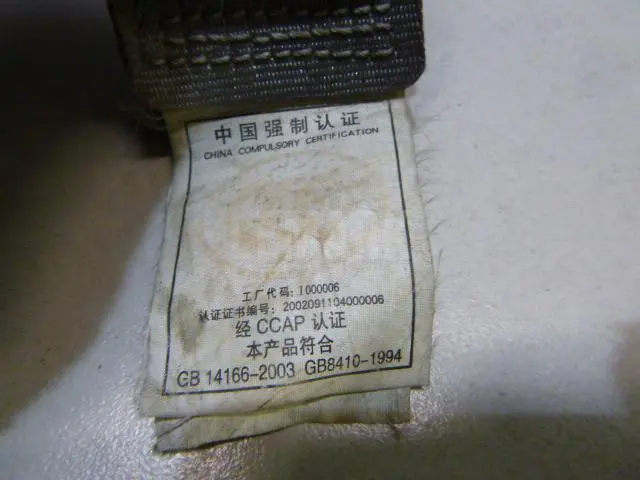 中国强制认证
CHINA COMPULSORY CERTIFICATION
工厂代码: 1000006
认证证书编号: 2002091104000006
经 CCAP 认证
本产品符合
GB 14166-2003 GB8410-1994